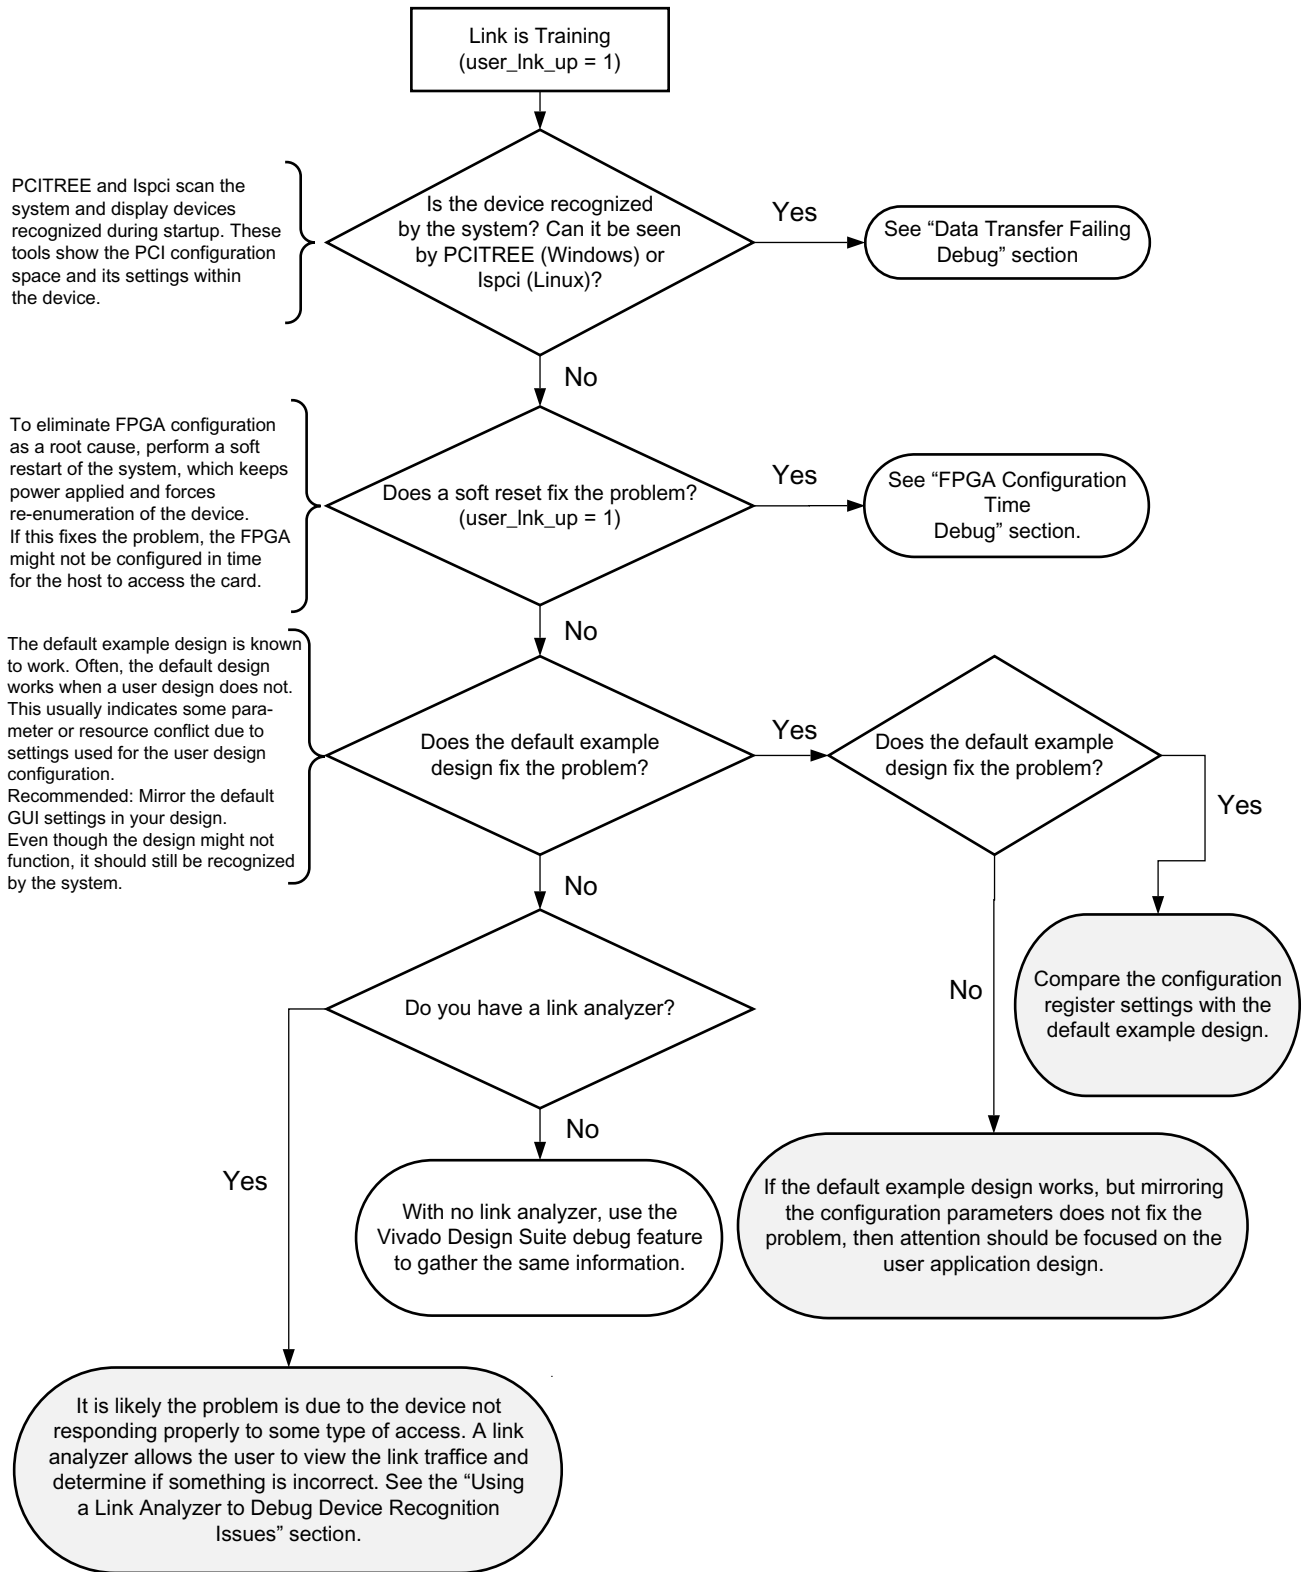 Link is Training
(user_lnk_up = 1)
PCITREE and lspci scan the
system and display devices
recognized during startup. These
tools show the PCI configuration
space and its settings within
the device.
Is the device recognized
by the system? Can it be seen
by PCITREE (Windows) or
lspci (Linux)?
Yes
See “Data Transfer Failing
Debug” section
No
To eliminate FPGA configuration
as a root cause, perform a soft
restart of the system, which keeps
power applied and forces
re-enumeration of the device.
If this fixes the problem, the FPGA
might not be configured in time
for the host to access the card.
Does a soft reset fix the problem?
(user_lnk_up = 1)
Yes
See “FPGA Configuration
Time
Debug” section.
No
The default example design is known
to work. Often, the default design
works when a user design does not.
This usually indicates some para-
meter or resource conflict due to
settings used for the user design
configuration.
Recommended: Mirror the default
GUI settings in your design.
Even though the design might not
function, it should still be recognized
by the system.
Does the default example
design fix the problem?
Yes
Does the default example
design fix the problem?
Yes
No
Do you have a link analyzer?
No
Compare the configuration
register settings with the
default example design.
No
Yes
With no link analyzer, use the
Vivado Design Suite debug feature
to gather the same information.
If the default example design works, but mirroring
the configuration parameters does not fix the
problem, then attention should be focused on the
user application design.
It is likely the problem is due to the device not
responding properly to some type of access. A link
analyzer allows the user to view the link traffice and
determine if something is incorrect. See the “Using
a Link Analyzer to Debug Device Recognition
Issues” section.